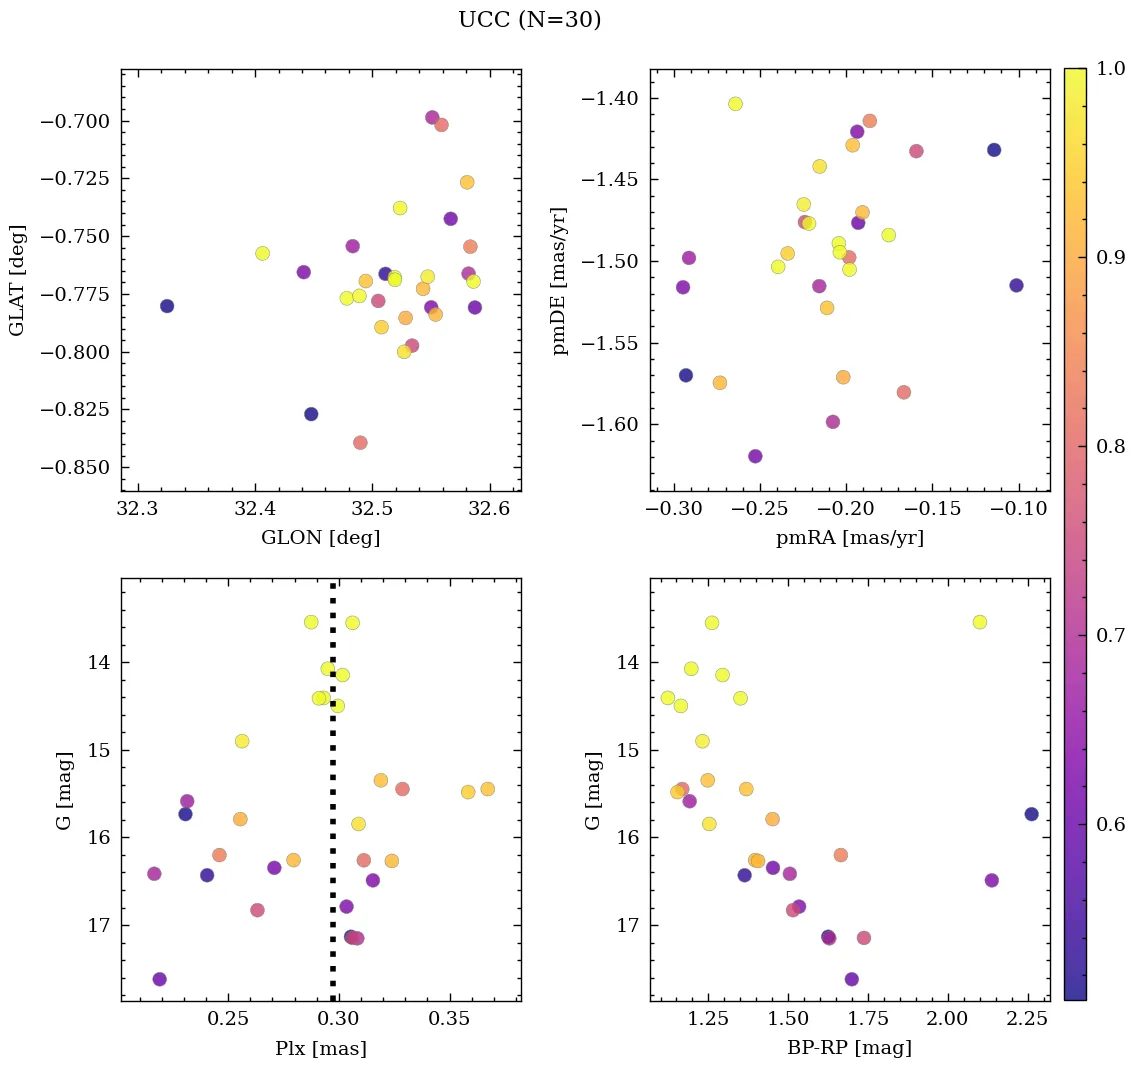 UCC (N=30)
−0.700
−0.725
−0.750
−0.775
−0.800
−0.825
−0.850
GLAT [deg]
32.3 32.4 32.5 32.6
GLON [deg]
−1.40
−1.45
−1.50
−1.55
−1.60
pmDE [mas/yr]
−0.30 −0.25 −0.20 −0.15 −0.10
pmRA [mas/yr]
14
15
16
17
G [mag]
0.25 0.30 0.35
Plx [mas]
14
15
16
17
G [mag]
1.25 1.50 1.75 2.00 2.25
BP-RP [mag]
1.0
0.9
0.8
0.7
0.6